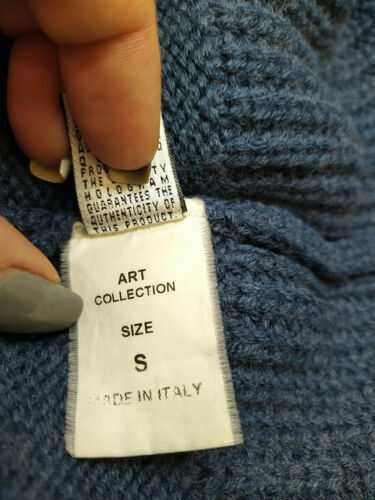 THE HOLOGRAM
GUARANTEES THE
AUTHENTICITY OF
THIS PRODUCT
ART
COLLECTION
SIZE
S
MADE IN ITALY